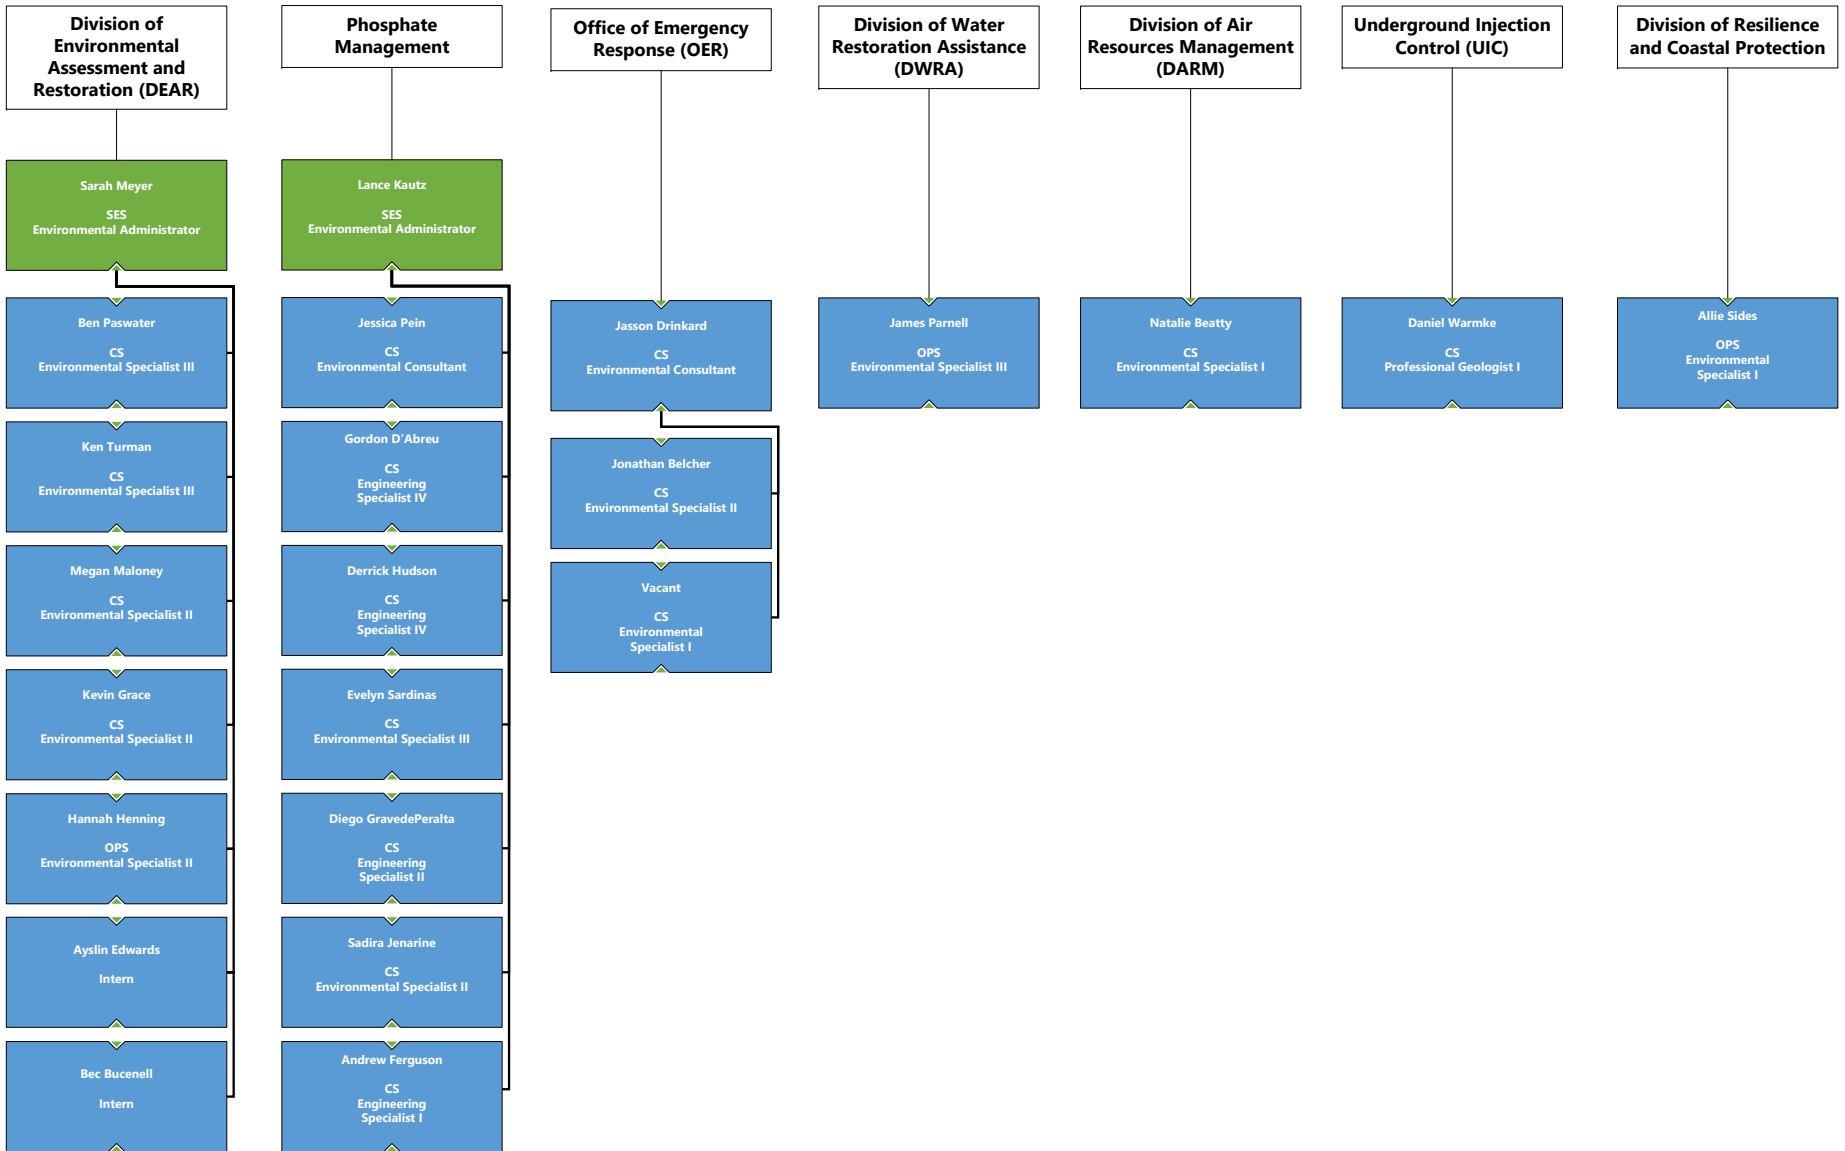 Division of
Environmental
Assessment and
Restoration (DEAR)
Sarah Meyer
SES
Environmental Administrator
Ben Paswater
CS
Environmental Specialist III
Ken Turman
CS
Environmental Specialist III
Megan Maloney
CS
Environmental Specialist II
Kevin Grace
CS
Environmental Specialist II
Hannah Henning
OPS
Environmental Specialist II
Ayslin Edwards
Intern
Bec Bucenell
Intern
Phosphate
Management
Lance Kautz
SES
Environmental Administrator
Jessica Pein
CS
Environmental Consultant
Gordon D’Abreu
CS
Engineering
Specialist IV
Derrick Hudson
CS
Engineering
Specialist IV
Evelyn Sardinas
CS
Environmental Specialist III
Diego GravedePeralta
CS
Engineering
Specialist II
Sadira Jenarine
CS
Environmental Specialist II
Andrew Ferguson
CS
Engineering
Specialist I
Office of Emergency
Response (OER)
Jasson Drinkard
CS
Environmental Consultant
Jonathan Belcher
CS
Environmental Specialist II
Vacant
CS
Environmental
Specialist I
Division of Water
Restoration Assistance
(DWRA)
James Parnell
OPS
Environmental Specialist III
Division of Air
Resources Management
(DARM)
Natalie Beatty
CS
Environmental Specialist I
Underground Injection
Control (UIC)
Daniel Warmke
CS
Professional Geologist I
Division of Resilience
and Coastal Protection
Allie Sides
OPS
Environmental
Specialist I